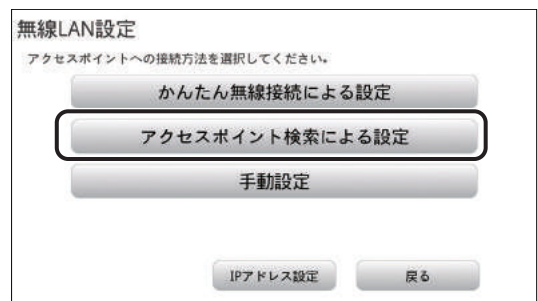 無線LAN設定
アクセスポイントへの接続方法を選択してください。
かんたん無線接続による設定
アクセスポイント検索による設定
手動設定
IPアドレス設定
戻る